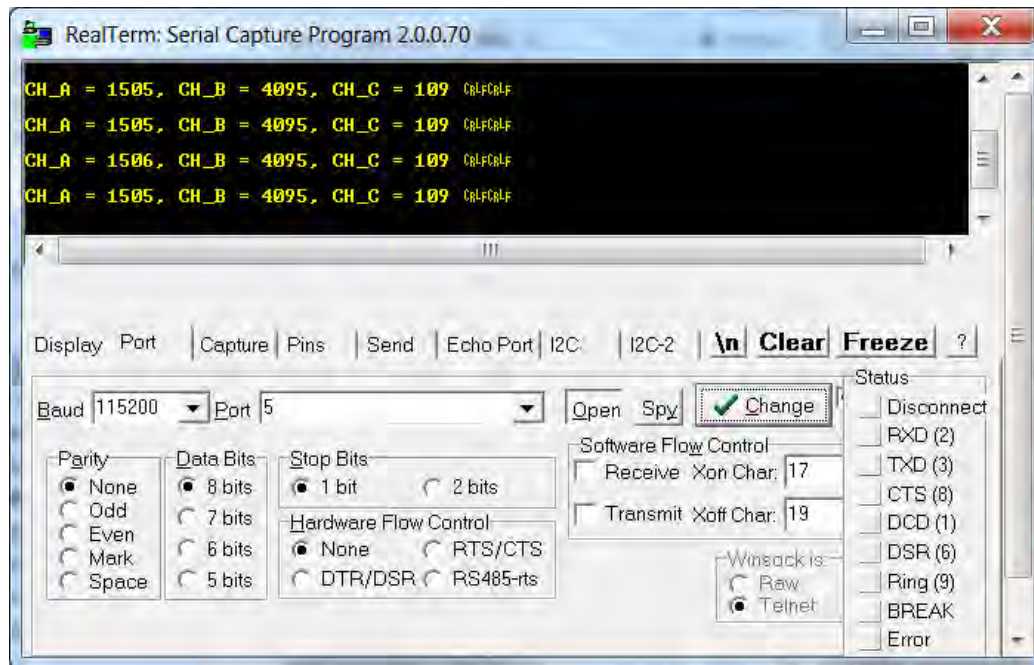 RealTerm: Serial Capture Program 2.0.0.70
CH_A = 1505, CH_B = 4095, CH_C = 109 CRLFCRLF
CH_A = 1505, CH_B = 4095, CH_C = 109 CRLFCRLF
CH_A = 1506, CH_B = 4095, CH_C = 109 CRLFCRLF
CH_A = 1505, CH_B = 4095, CH_C = 109 CRLFCRLF
Display Port Capture Pins Send Echo Port I2C I2C-2 \n Clear Freeze ?
Baud 115200 Port 5 Open Spy Change
Status
Disconnect
RXD (2)
TXD (3)
CTS (8)
DCD (1)
DSR (6)
Ring (9)
BREAK
Error
Parity
None
Odd
Even
Mark
Space
Data Bits
8 bits
7 bits
6 bits
5 bits
Stop Bits
1 bit 2 bits
Hardware Flow Control
None RTS/CTS
DTR/DSR RS485-rts
Software Flow Control
Receive Xon Char: 17
Transmit Xoff Char: 19
Winsock is:
Raw
Telnet